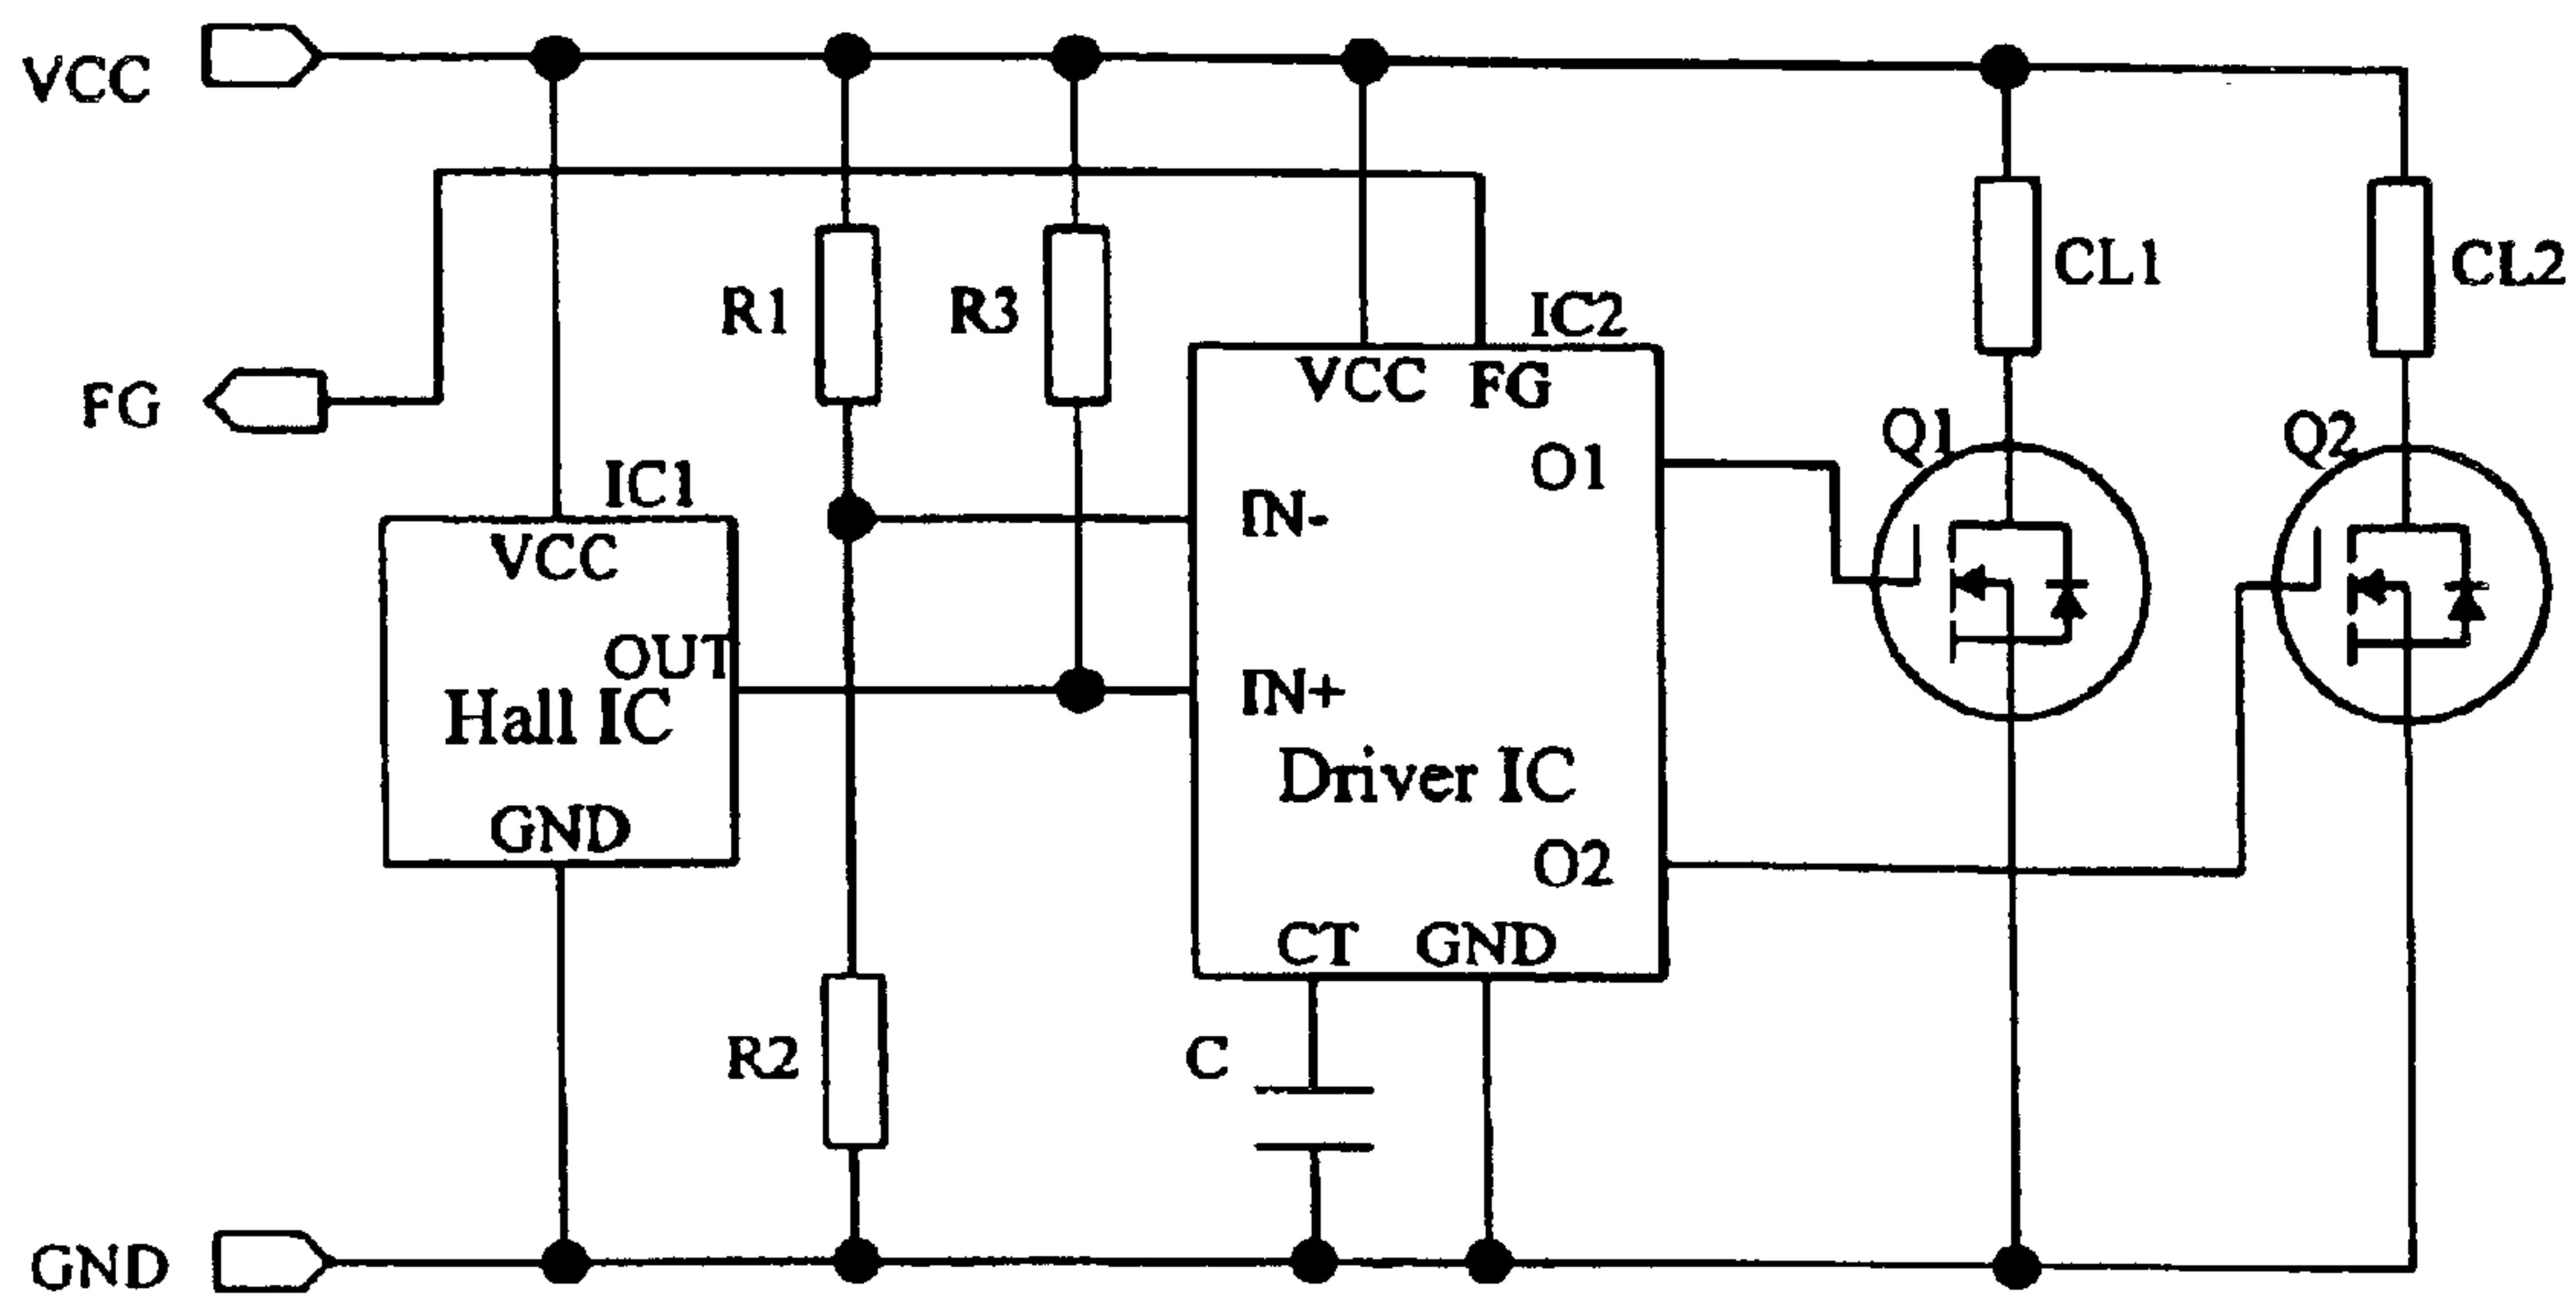 VCC
FG
GND
R1
R3
IC1
VCC
OUT
Hall IC
GND
R2
IC2
VCC FG
O1
IN-
IN+
Driver IC
O2
CT GND
C
CL1
CL2
Q1
Q2